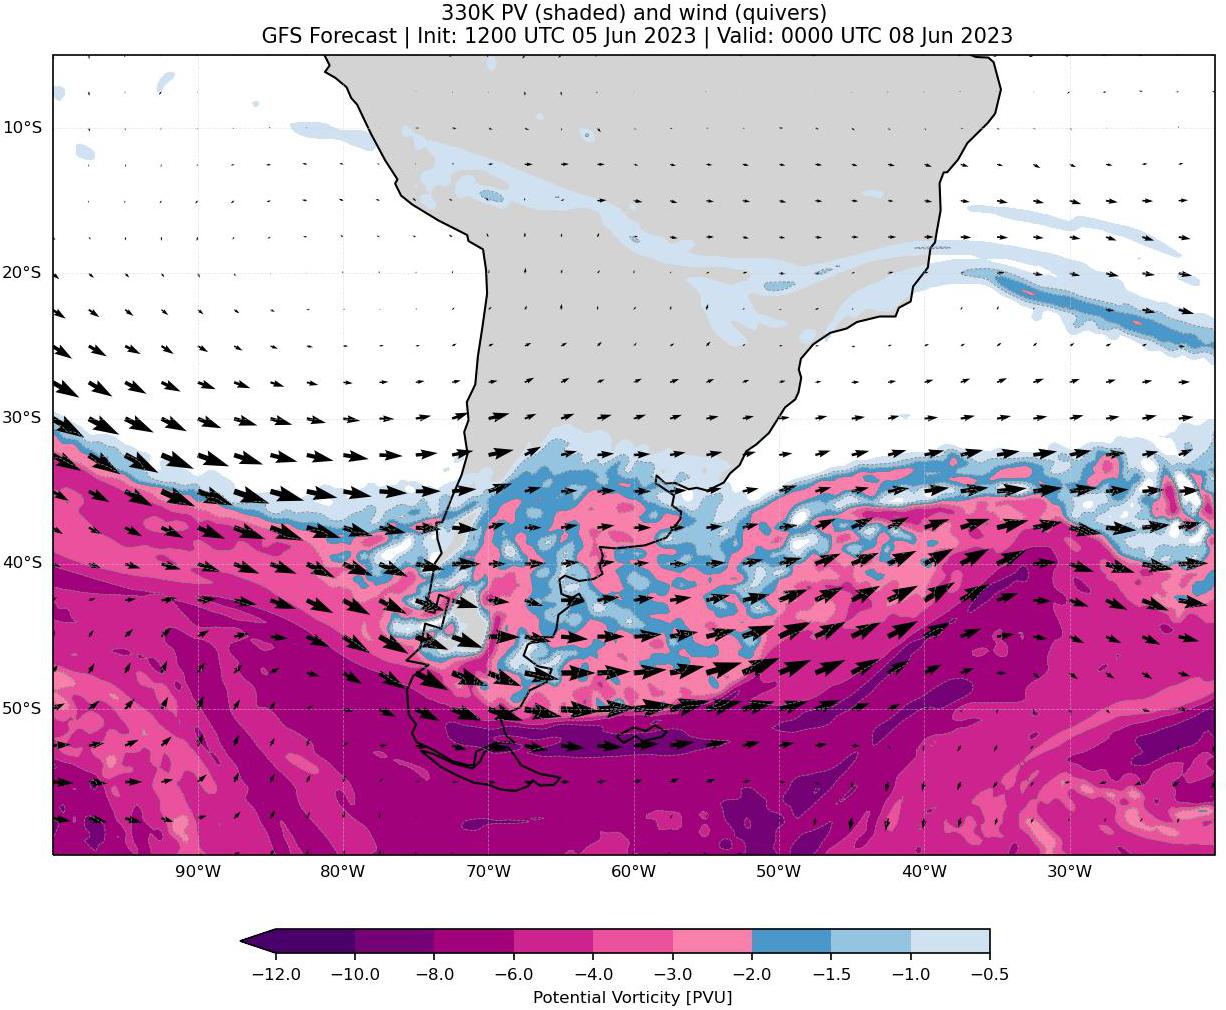 330K PV (shaded) and wind (quivers)
GFS Forecast | Init: 1200 UTC 05 Jun 2023 | Valid: 0000 UTC 08 Jun 2023
10°S
20°S
30°S
40°S
50°S
90°W 80°W 70°W 60°W 50°W 40°W 30°W
−12.0 −10.0 −8.0 −6.0 −4.0 −3.0 −2.0 −1.5 −1.0 −0.5
Potential Vorticity [PVU]